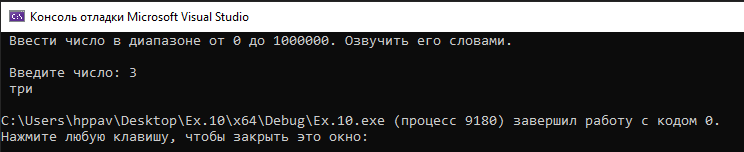 Консоль отладки Microsoft Visual Studio
Ввести число в диапазоне от 0 до 1000000. Озвучить его словами.
Введите число: 3
три
C:\Users\hppav\Desktop\Ex.10\x64\Debug\Ex.10.exe (процесс 9180) завершил работу с кодом 0.
Нажмите любую клавишу, чтобы закрыть это окно: